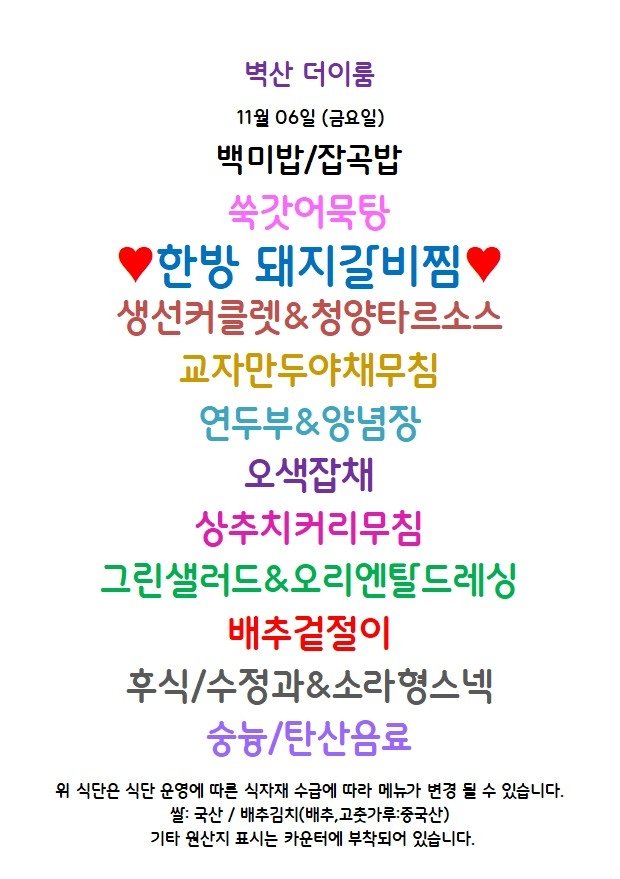 벽산 더이룸
11월 06일 (금요일)
백미밥/잡곡밥
쑥갓어묵탕
♥한방 돼지갈비찜♥
생선커클렛&청양타르소스
교자만두야채무침
연두부&양념장
오색잡채
상추치커리무침
그린샐러드&오리엔탈드레싱
배추겉절이
후식/수정과&소라형스넥
숭늉/탄산음료
위 식단은 식단 운영에 따른 식자재 수급에 따라 메뉴가 변경 될 수 있습니다.
쌀: 국산 / 배추김치(배추,고춧가루:중국산)
기타 원산지 표시는 카운터에 부착되어 있습니다.